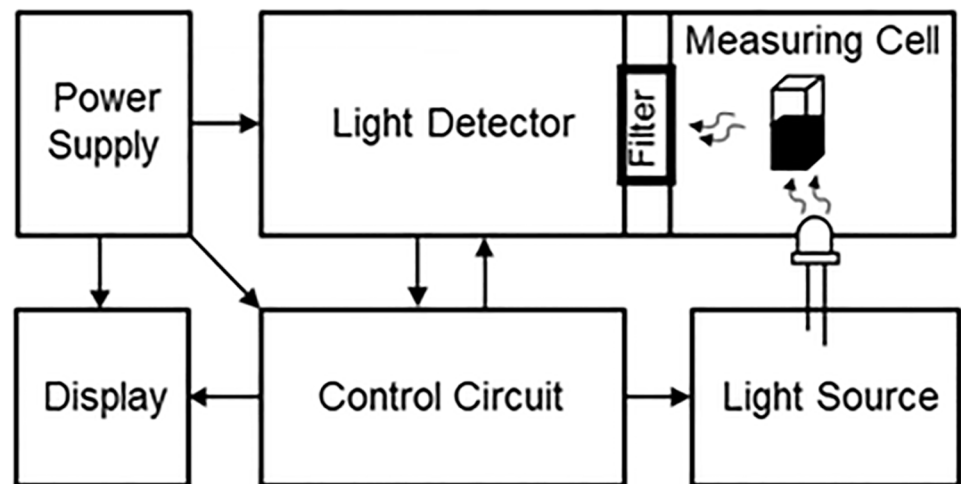 Power
Supply
Light Detector
Filter
Measuring Cell
Display
Control Circuit
Light Source